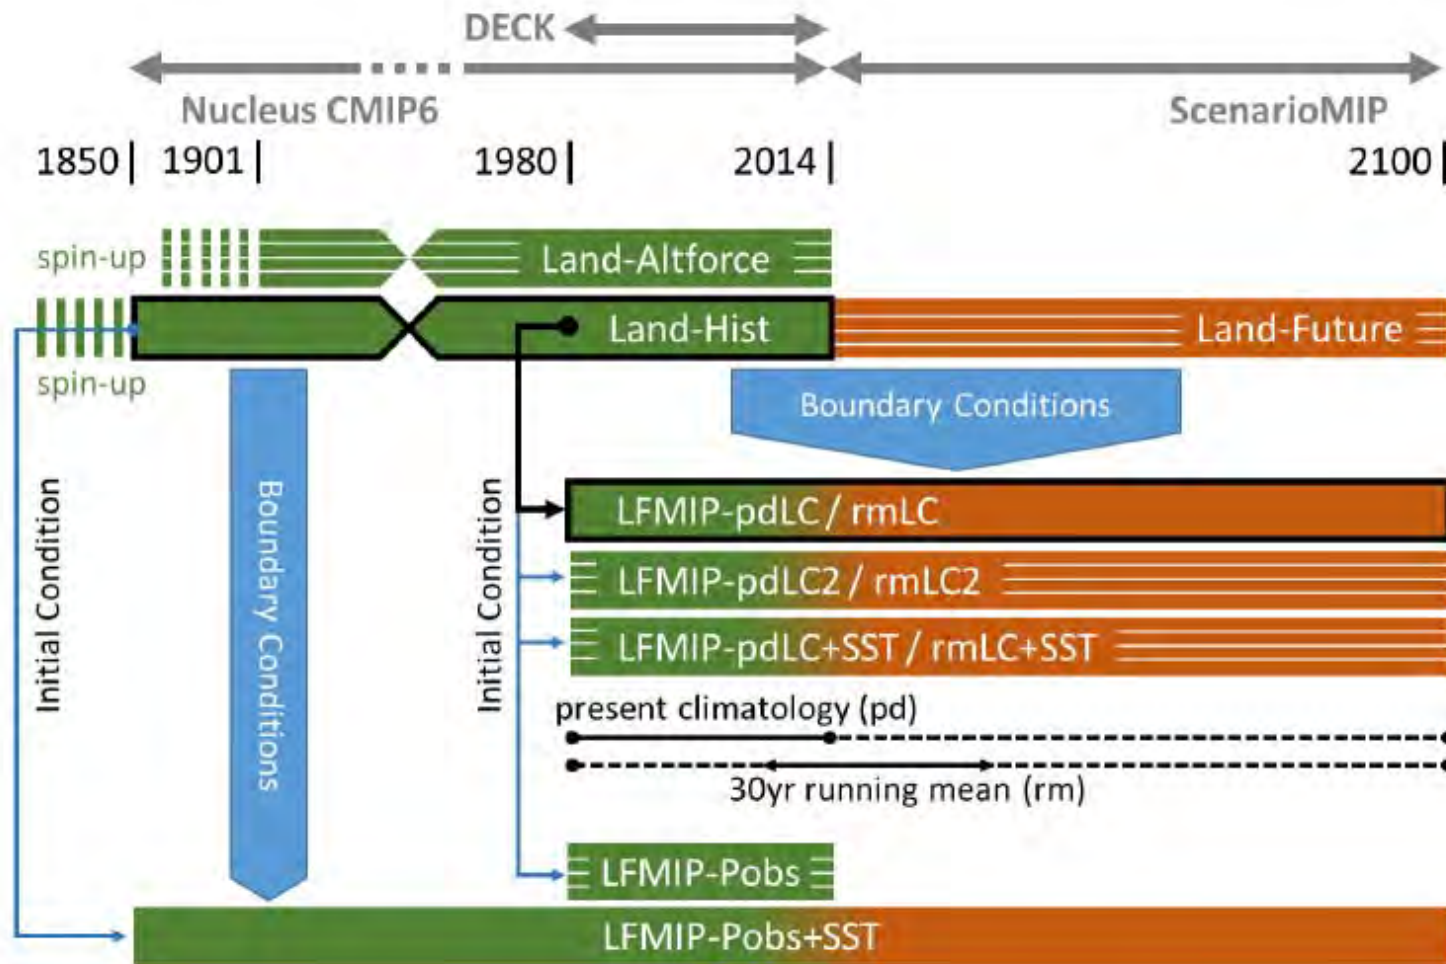 DECK
Nucleus CMIP6
ScenarioMIP
1850 1901 1980 2014 2100
spin-up
Land-Altforce
Land-Hist
Land-Future
spin-up
Boundary Conditions
Initial Condition
Boundary Conditions
Initial Condition
LFMIP-pdLC / rmLC
LFMIP-pdLC2 / rmLC2
LFMIP-pdLC+SST / rmLC+SST
present climatology (pd)
30yr running mean (rm)
LFMIP-Pobs
LFMIP-Pobs+SST